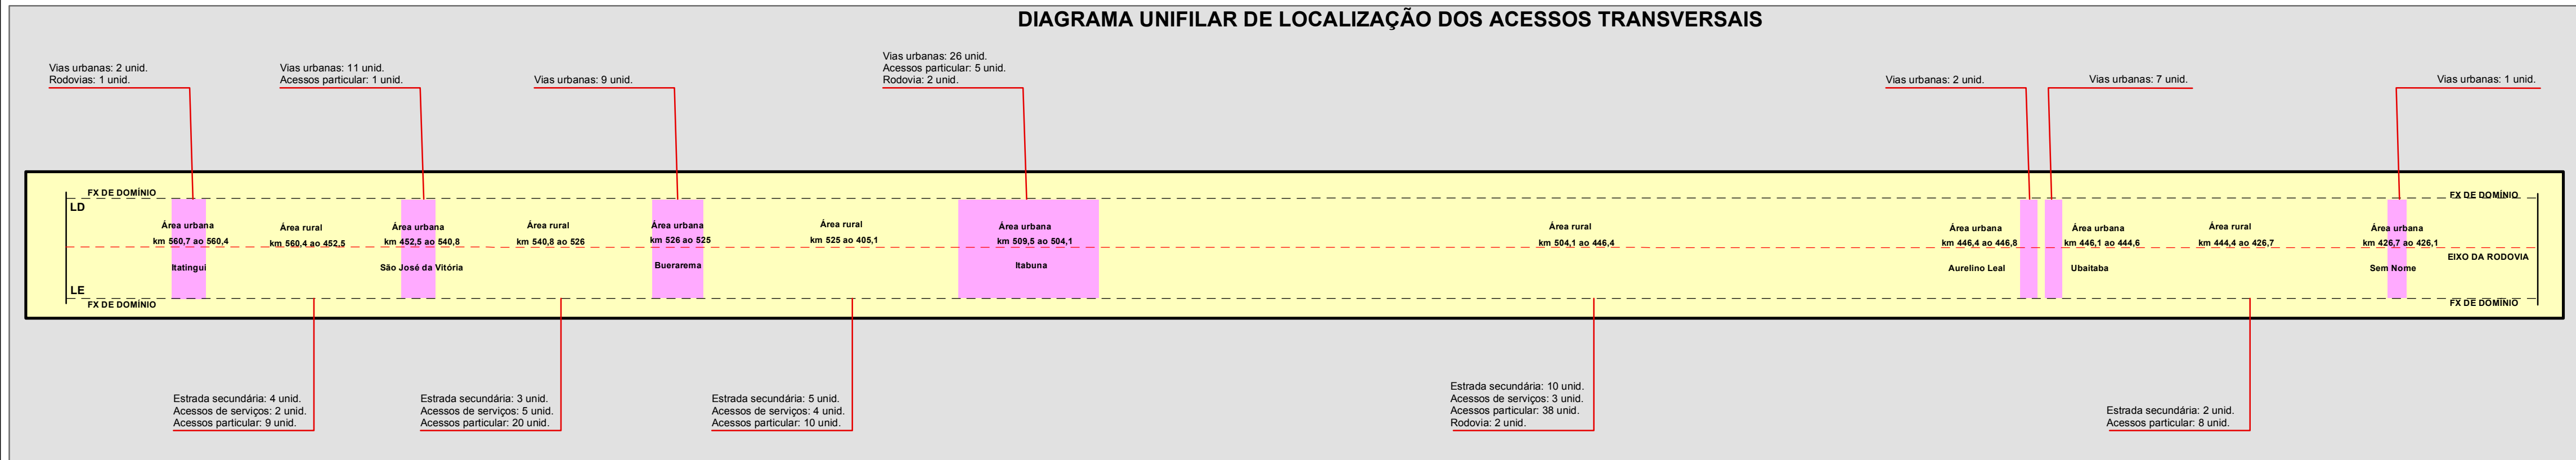 DIAGRAMA UNIFILAR DE LOCALIZAÇÃO DOS ACESSOS TRANSVERSAIS
Vias urbanas: 2 unid.
Rodovias: 1 unid.
Vias urbanas: 11 unid.
Acessos particular: 1 unid.
Vias urbanas: 9 unid.
Vias urbanas: 26 unid.
Acessos particular: 5 unid.
Rodovia: 2 unid.
Vias urbanas: 2 unid.
Vias urbanas: 7 unid.
Vias urbanas: 1 unid.
FX DE DOMÍNIO
FX DE DOMÍNIO
LD
Área urbana
km 560,7 ao 560,4
Itatingui
Área rural
km 560,4 ao 452,5
Área urbana
km 452,5 ao 540,8
São José da Vitória
Área rural
km 540,8 ao 526
Área urbana
km 526 ao 525
Buerarema
Área rural
km 525 ao 405,1
Área urbana
km 509,5 ao 504,1
Itabuna
Área rural
km 504,1 ao 446,4
Área urbana
km 446,4 ao 446,8
Aurelino Leal
Área urbana
km 446,1 ao 444,6
Ubaitaba
Área rural
km 444,4 ao 426,7
Área urbana
km 426,7 ao 426,1
Sem Nome
EIXO DA RODOVIA
LE
FX DE DOMÍNIO
FX DE DOMÍNIO
Estrada secundária: 4 unid.
Acessos de serviços: 2 unid.
Acessos particular: 9 unid.
Estrada secundária: 3 unid.
Acessos de serviços: 5 unid.
Acessos particular: 20 unid.
Estrada secundária: 5 unid.
Acessos de serviços: 4 unid.
Acessos particular: 10 unid.
Estrada secundária: 10 unid.
Acessos de serviços: 3 unid.
Acessos particular: 38 unid.
Rodovia: 2 unid.
Estrada secundária: 2 unid.
Acessos particular: 8 unid.